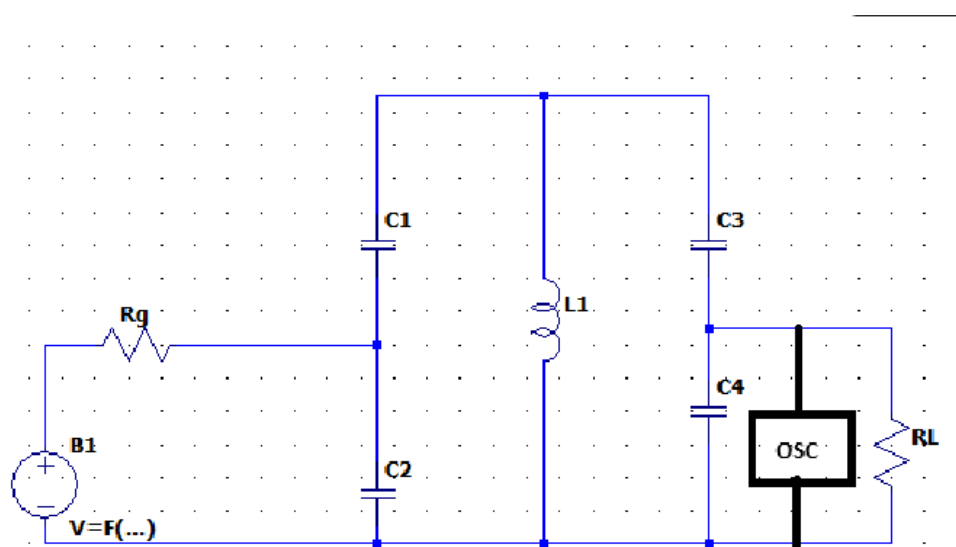 C1
C3
Rg
L1
C4
B1
OSC
RL
C2
V=F(...)